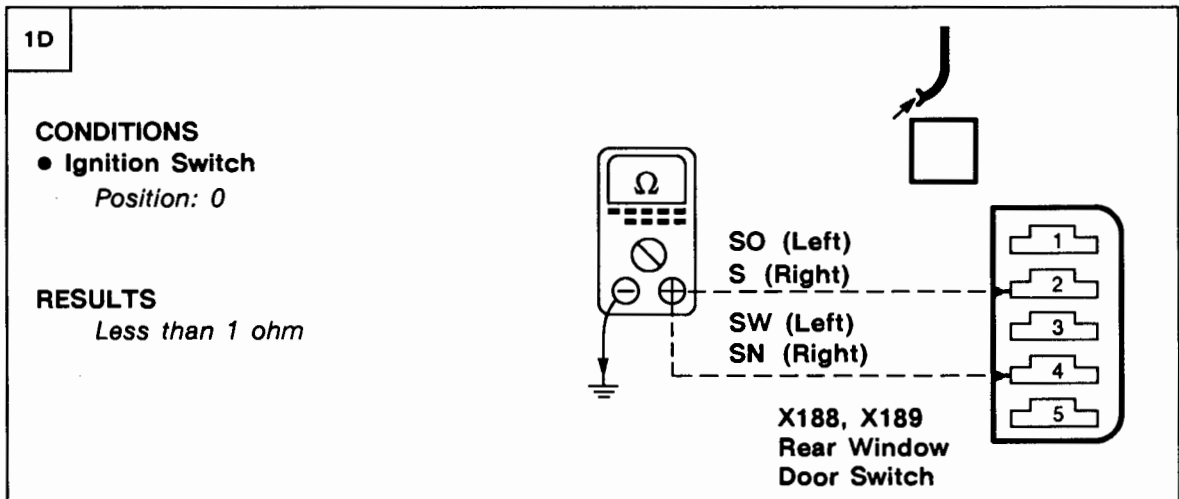 1D
CONDITIONS
● Ignition Switch
Position: 0
RESULTS
Less than 1 ohm
Ω
SO (Left)
S (Right)
SW (Left)
SN (Right)
X188, X189
Rear Window
Door Switch
1
2
3
4
5